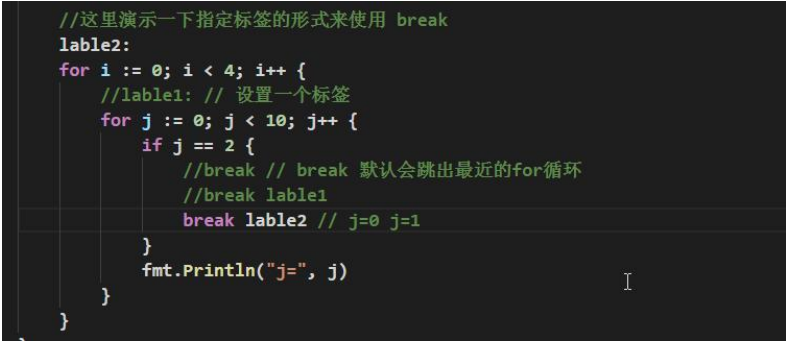 //这里演示一下指定标签的形式来使用 break
lable2:
for i := 0; i < 4; i++ {
//lable1: // 设置一个标签
for j := 0; j < 10; j++ {
if j == 2 {
//break // break 默认会跳出最近的for循环
//break lable1
break lable2 // j=0 j=1
}
fmt.Println("j=", j)
}
}